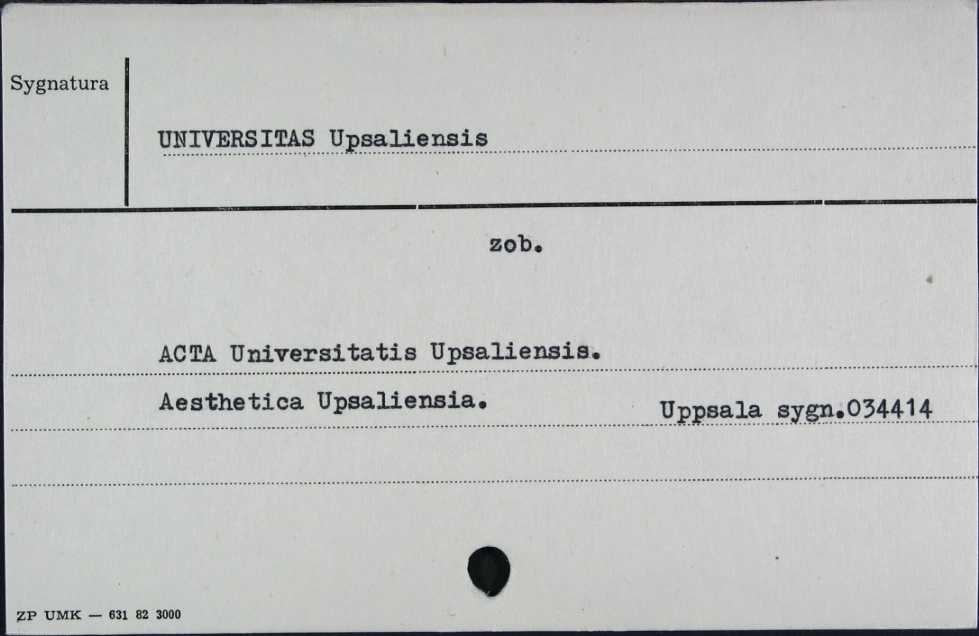 Sygnatura
UNIVERSITAS Upsaliensis
zob.
ACTA Universitatis Upsaliensis.
Aesthetica Upsaliensia.
Uppsala sygn.034414
ZP UMK — 631 82 3000